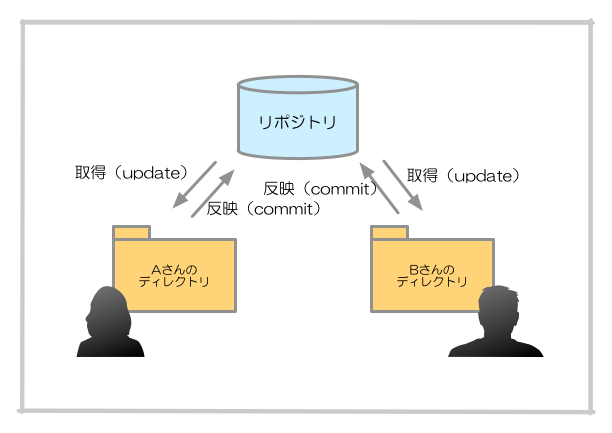 リポジトリ
取得（update）
反映（commit）
反映（commit）
取得（update）
Aさんの
ディレクトリ
Bさんの
ディレクトリ